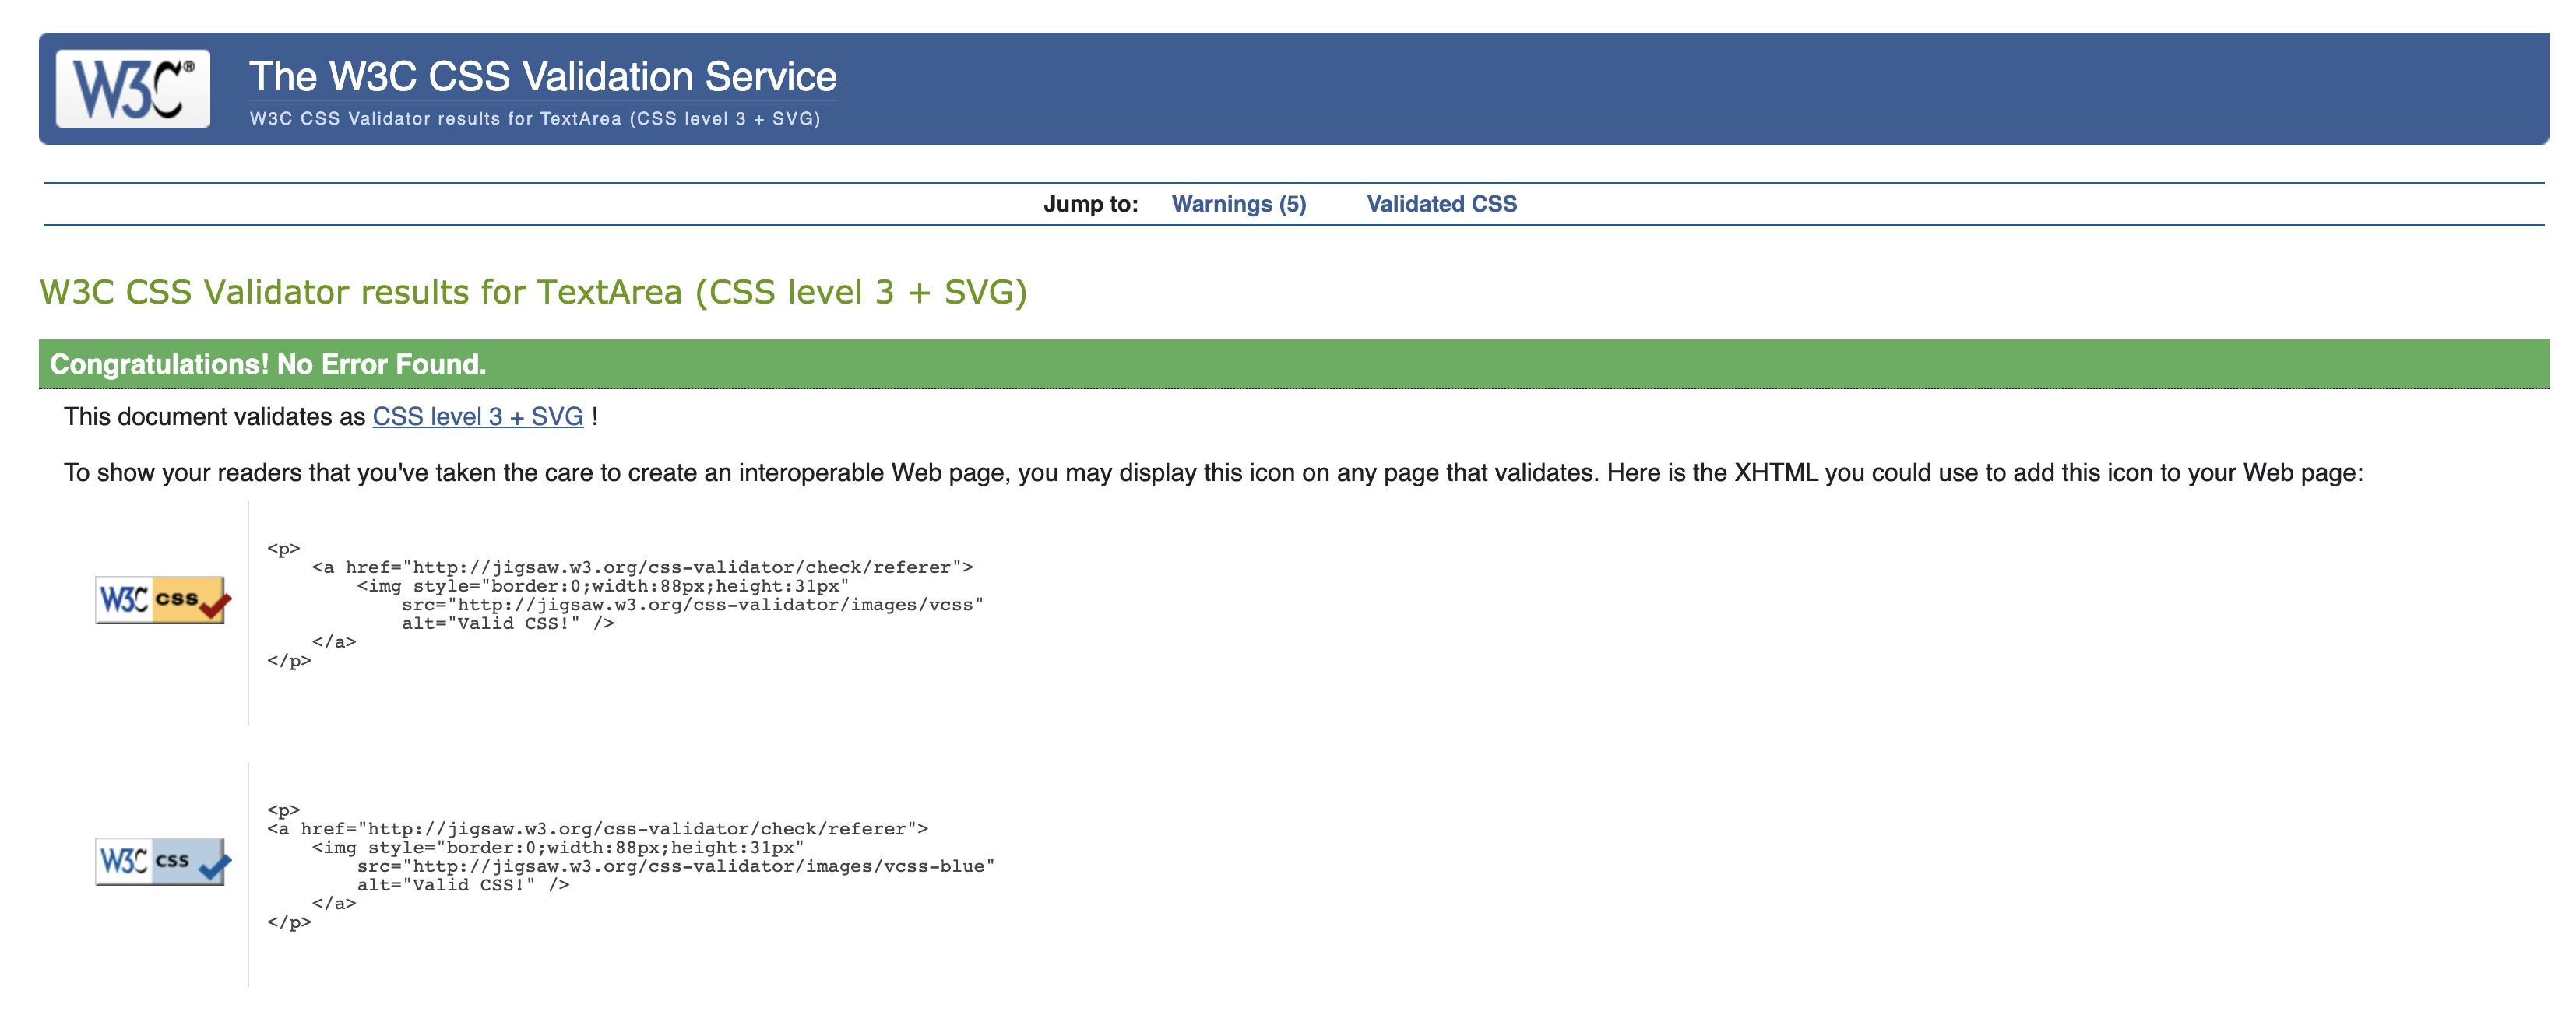 W3C®
The W3C CSS Validation Service
W3C CSS Validator results for TextArea (CSS level 3 + SVG)
Jump to: Warnings (5) Validated CSS
W3C CSS Validator results for TextArea (CSS level 3 + SVG)
Congratulations! No Error Found.
This document validates as CSS level 3 + SVG !
To show your readers that you've taken the care to create an interoperable Web page, you may display this icon on any page that validates. Here is the XHTML you could use to add this icon to your Web page:
W3C css
<p>
    <a href="http://jigsaw.w3.org/css-validator/check/referer">
        <img style="border:0;width:88px;height:31px"
            src="http://jigsaw.w3.org/css-validator/images/vcss"
            alt="Valid CSS!" />
    </a>
</p>
W3C css
<p>
<a href="http://jigsaw.w3.org/css-validator/check/referer">
    <img style="border:0;width:88px;height:31px"
        src="http://jigsaw.w3.org/css-validator/images/vcss-blue"
        alt="Valid CSS!" />
    </a>
</p>